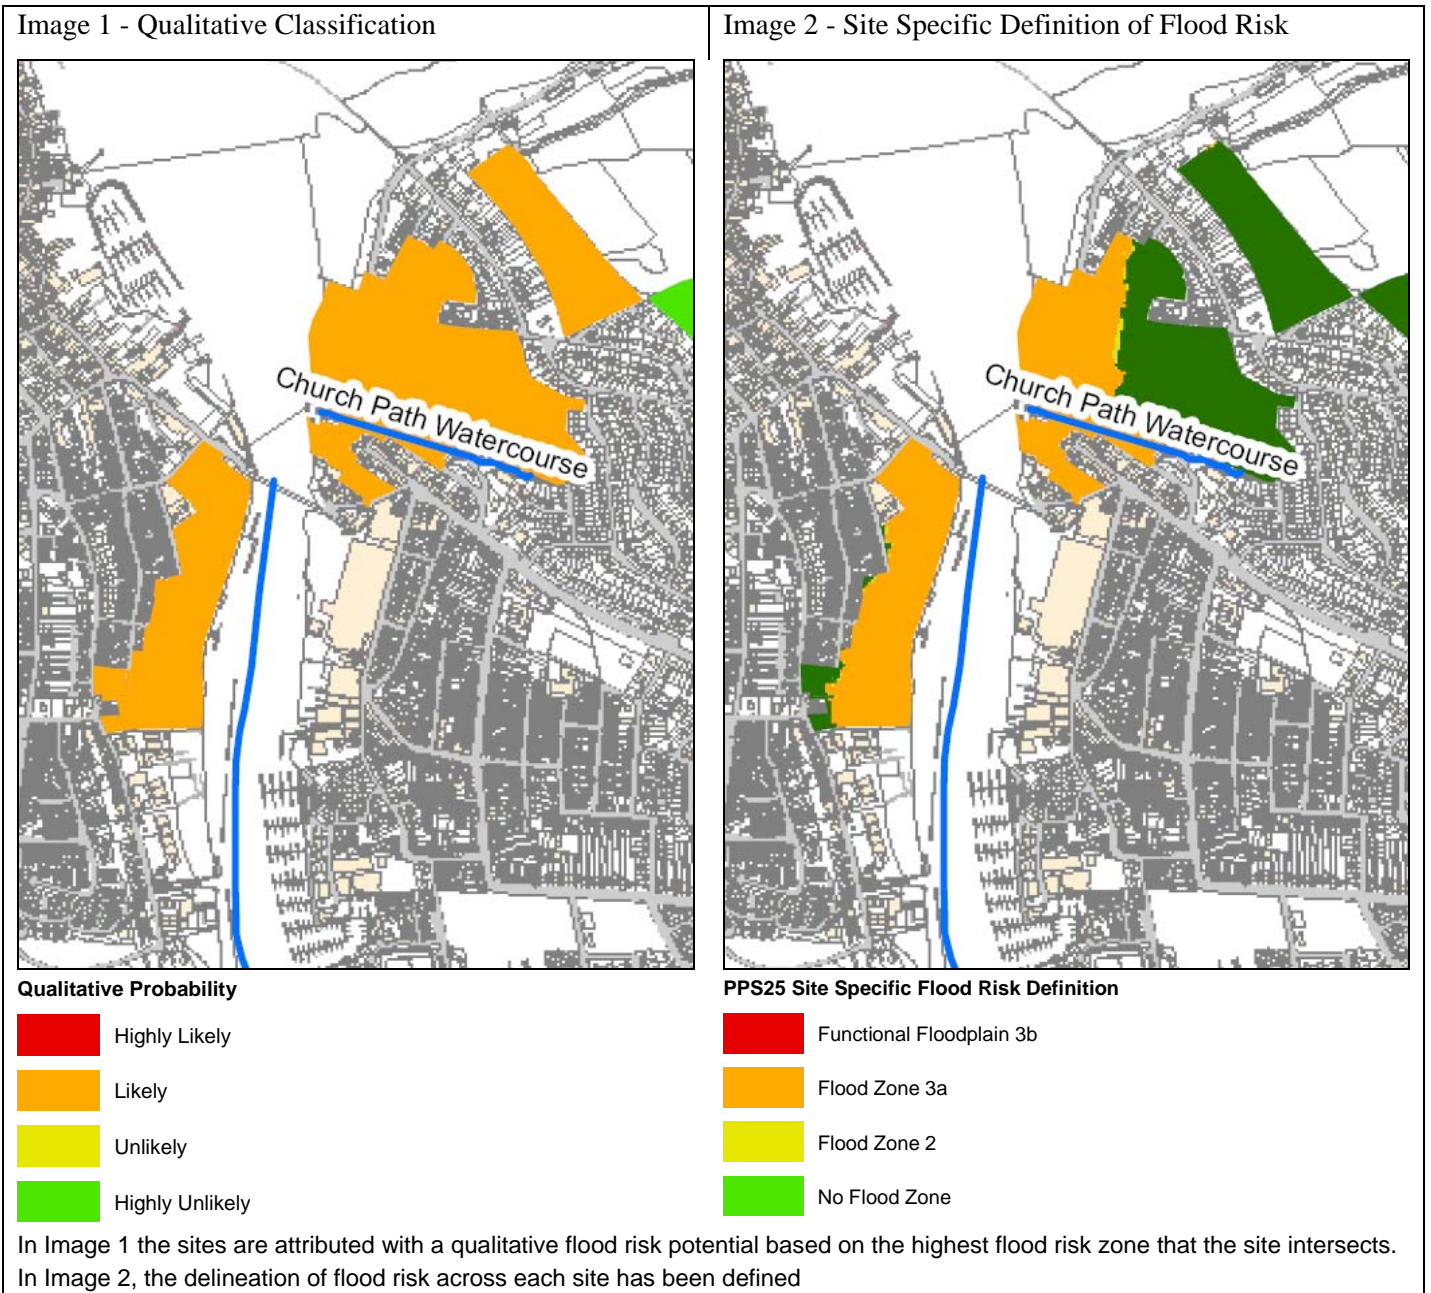 Image 1 - Qualitative Classification
Image 2 - Site Specific Definition of Flood Risk
Church Path Watercourse
Church Path Watercourse
Qualitative Probability
Highly Likely
Likely
Unlikely
Highly Unlikely
PPS25 Site Specific Flood Risk Definition
Functional Floodplain 3b
Flood Zone 3a
Flood Zone 2
No Flood Zone
In Image 1 the sites are attributed with a qualitative flood risk potential based on the highest flood risk zone that the site intersects.
In Image 2, the delineation of flood risk across each site has been defined